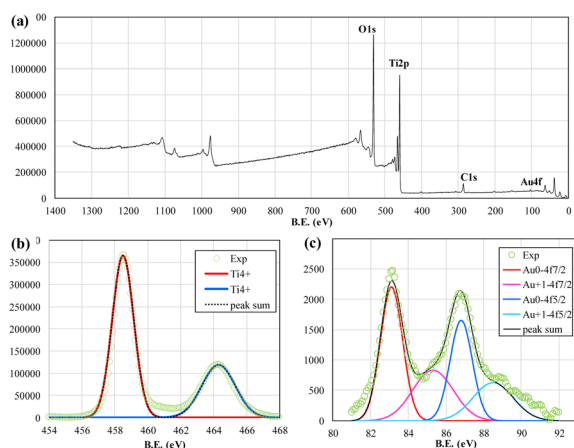 (a)
00
1200000
1000000
800000
600000
400000
200000
0
O1s
Ti2p
C1s
Au4f
1400 1300 1200 1100 1000 900 800 700 600 500 400 300 200 100 0
B.E. (eV)
(b)
0
350000
300000
250000
200000
150000
100000
50000
0
Exp
Ti4+
Ti4+
peak sum
454 456 458 460 462 464 466 468
B.E. (eV)
(c)
2500
2000
1500
1000
500
0
Exp
Au0-4f7/2
Au+1-4f7/2
Au0-4f5/2
Au+1-4f5/2
peak sum
80 82 84 86 88 90 92
B.E. (eV)